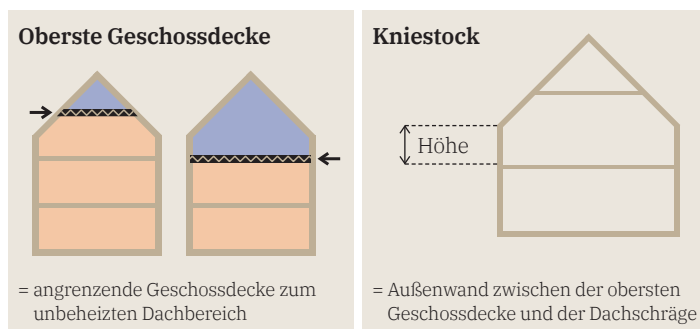 Oberste Geschossdecke
= angrenzende Geschossdecke zum
unbeheizten Dachbereich
Kniestock
Höhe
= Außenwand zwischen der obersten
Geschossdecke und der Dachschräge